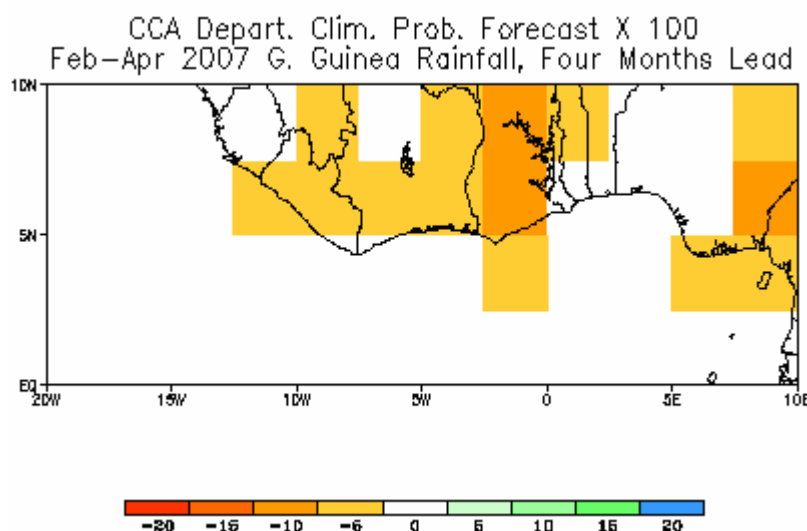 CCA Depart. Clim. Prob. Forecast X 100
Feb-Apr 2007 G. Guinea Rainfall, Four Months Lead
10N
5N
EQ
20W 15W 10W 5W 0 5E 10E
-20 -15 -10 -6 0 5 10 15 20